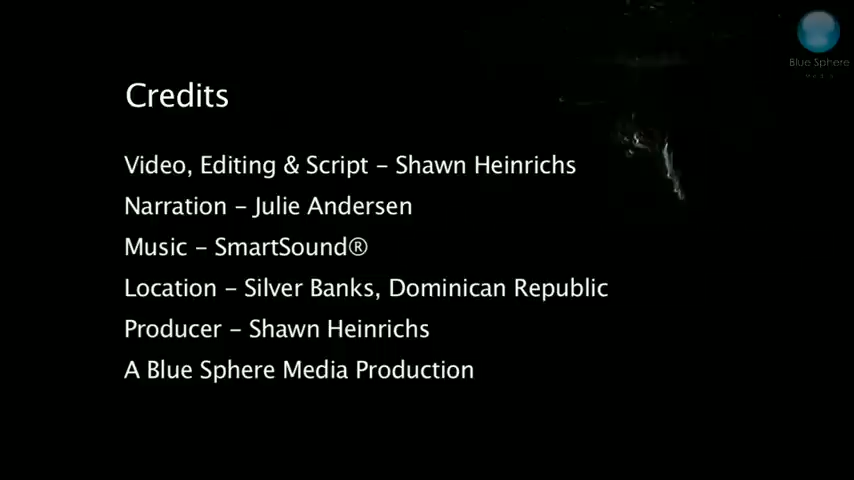 Blue Sphere
MEDIA
Credits
Video, Editing & Script – Shawn Heinrichs
Narration – Julie Andersen
Music – SmartSound®
Location – Silver Banks, Dominican Republic
Producer – Shawn Heinrichs
A Blue Sphere Media Production